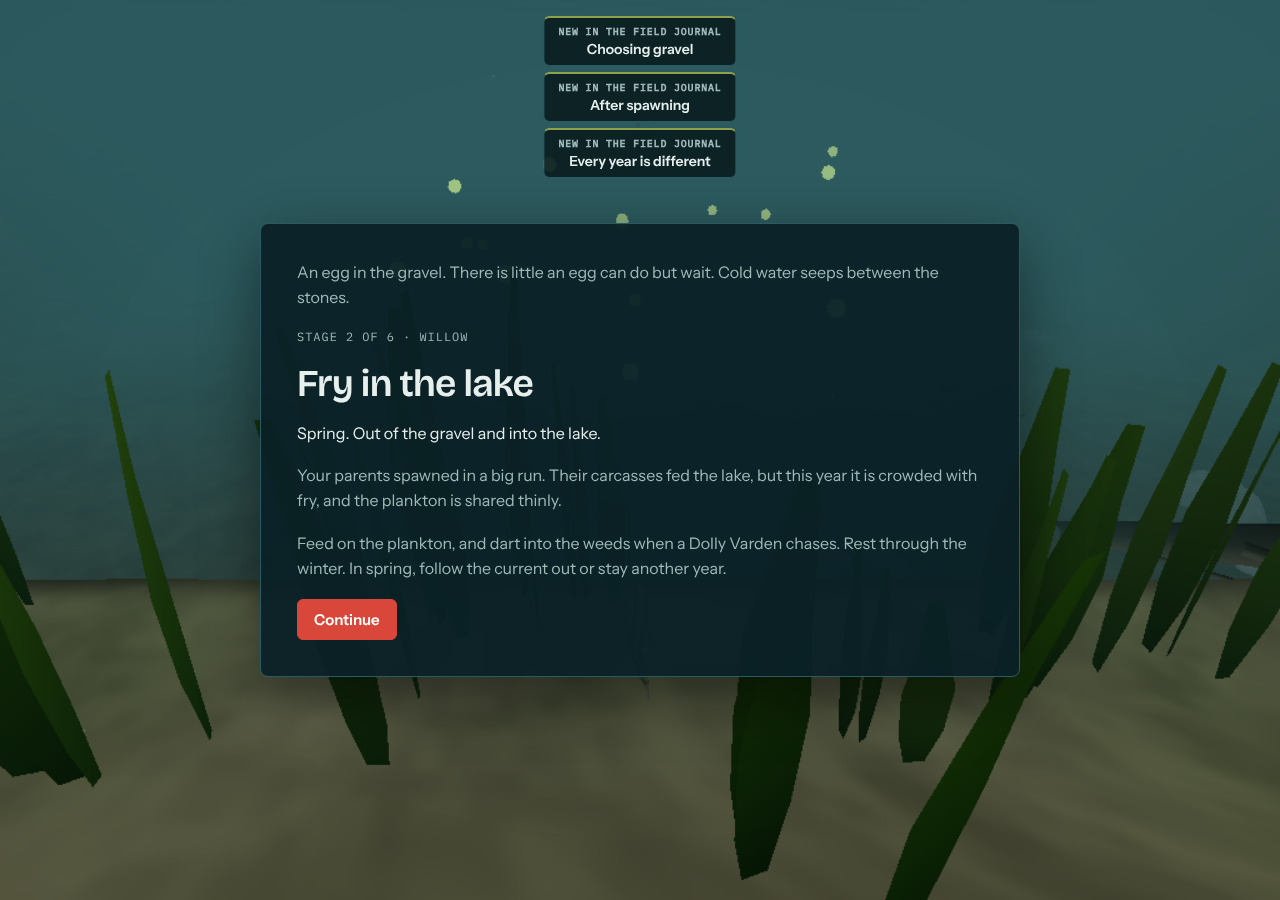 NEW IN THE FIELD JOURNAL
Choosing gravel
NEW IN THE FIELD JOURNAL
After spawning
NEW IN THE FIELD JOURNAL
Every year is different
An egg in the gravel. There is little an egg can do but wait. Cold water seeps between the
stones.
STAGE 2 OF 6 · WILLOW
Fry in the lake
Spring. Out of the gravel and into the lake.
Your parents spawned in a big run. Their carcasses fed the lake, but this year it is crowded with
fry, and the plankton is shared thinly.
Feed on the plankton, and dart into the weeds when a Dolly Varden chases. Rest through the
winter. In spring, follow the current out or stay another year.
Continue